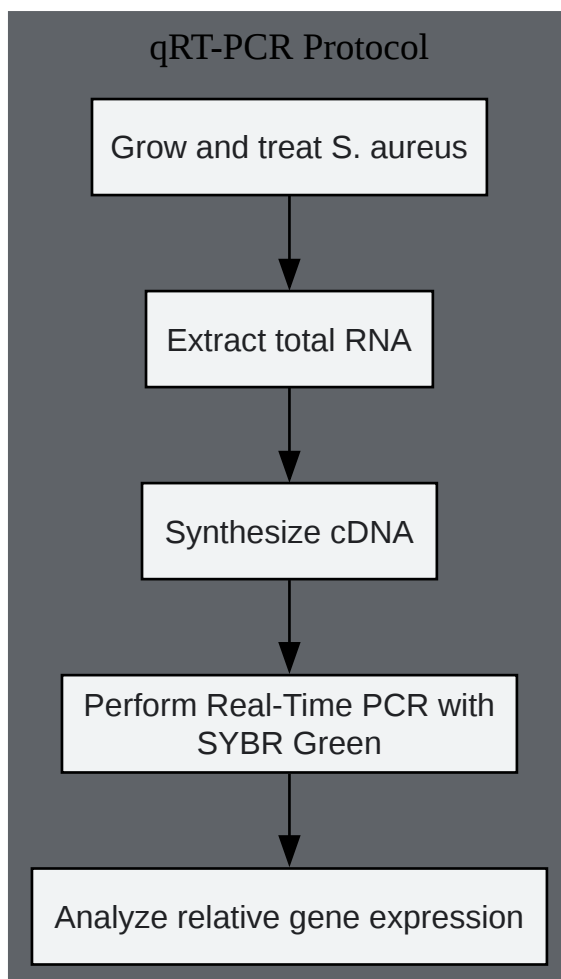 qRT-PCR Protocol
Grow and treat S. aureus
Extract total RNA
Synthesize cDNA
Perform Real-Time PCR with
SYBR Green
Analyze relative gene expression